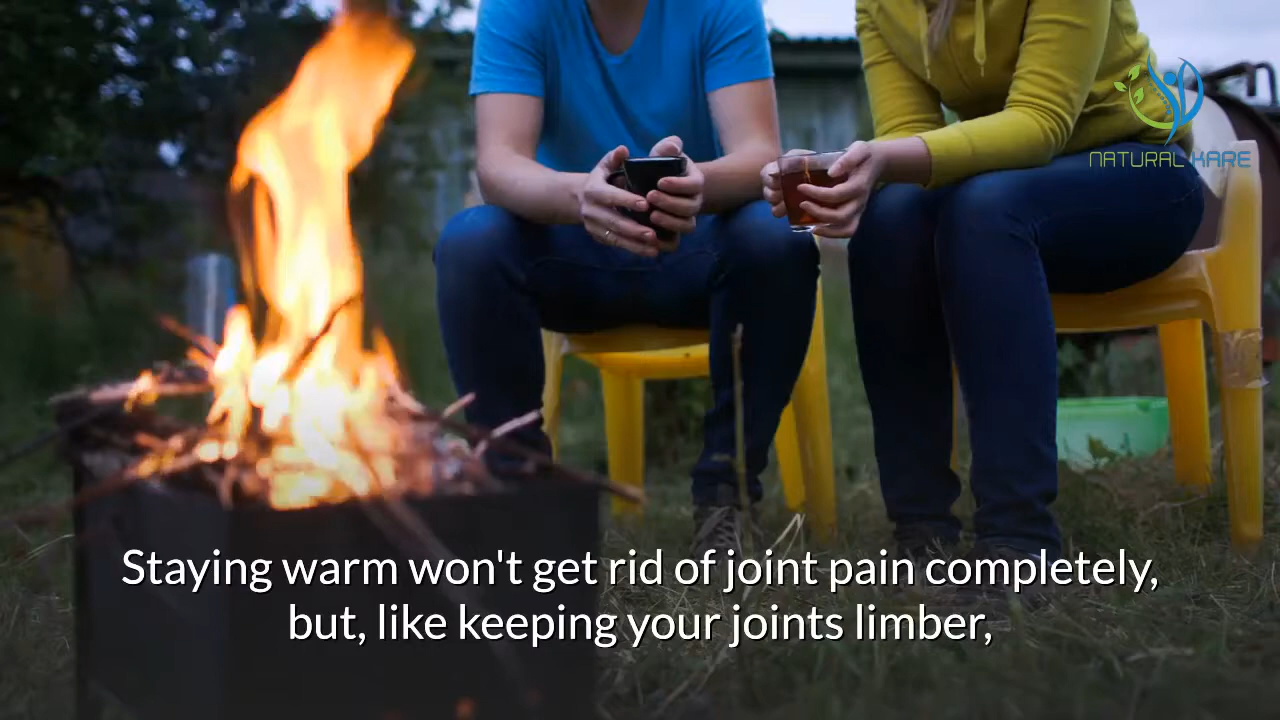 NATURAL KARE
Staying warm won't get rid of joint pain completely,
but, like keeping your joints limber,